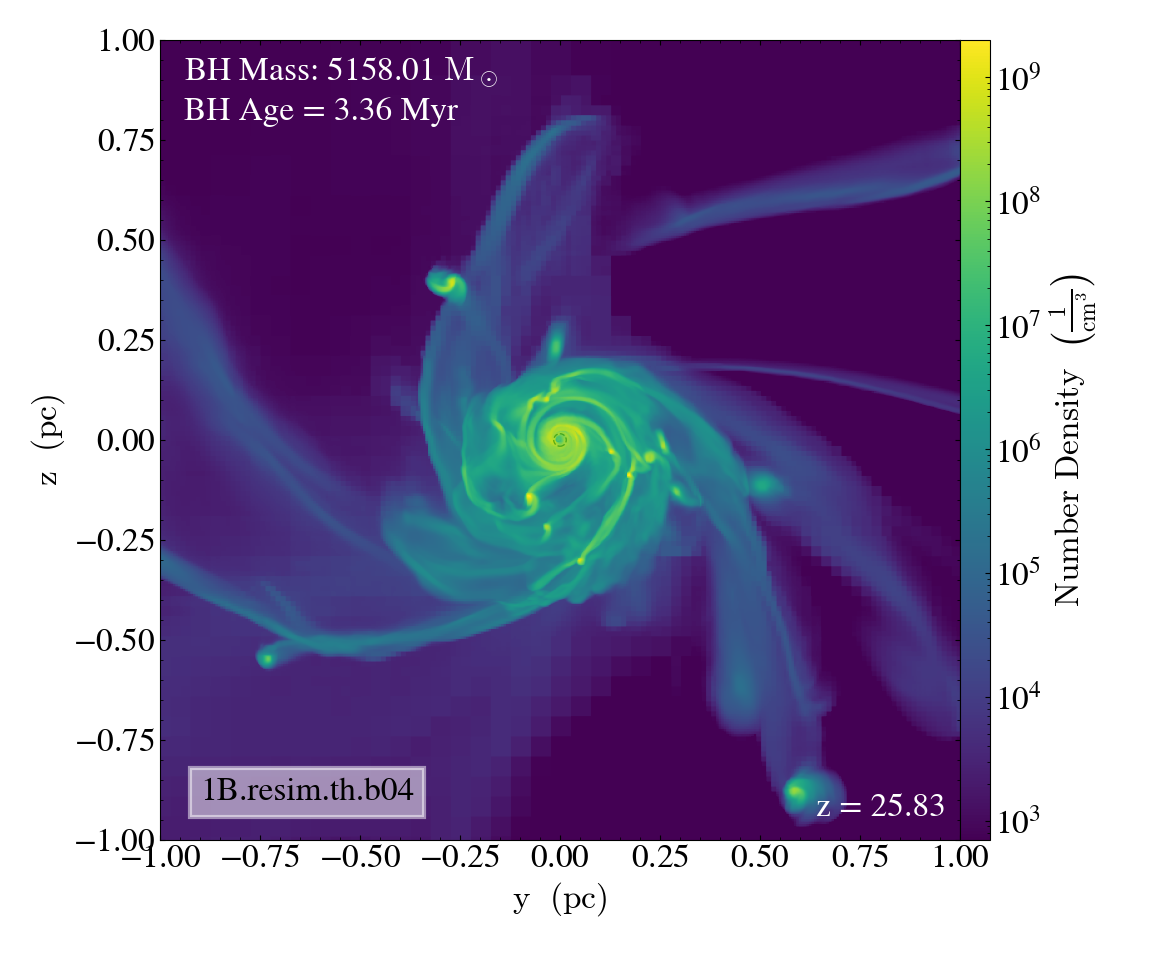 BH Mass: 5158.01 M⊙
BH Age = 3.36 Myr
1.00
0.75
0.50
0.25
0.00
−0.25
−0.50
−0.75
−1.00
z (pc)
1B.resim.th.b04
z = 25.83
−1.00 −0.75 −0.50 −0.25 0.00 0.25 0.50 0.75 1.00
y (pc)
10⁹
10⁸
10⁷
10⁶
10⁵
10⁴
10³
Number Density (1/cm³)